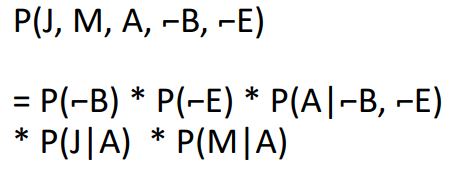 P(J, M, A, ¬B, ¬E)
= P(¬B) * P(¬E) * P(A|¬B, ¬E)
* P(J|A) * P(M|A)